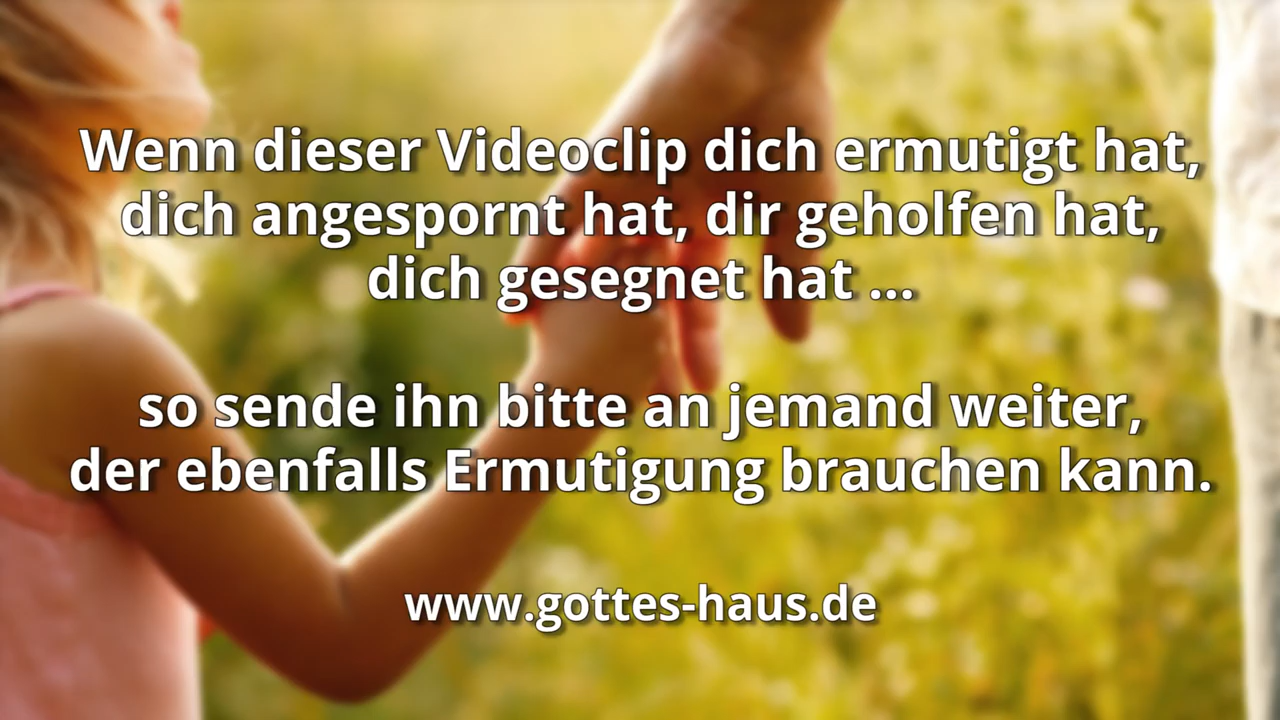 Wenn dieser Videoclip dich ermutigt hat,
dich angespornt hat, dir geholfen hat,
dich gesegnet hat ...
so sende ihn bitte an jemand weiter,
der ebenfalls Ermutigung brauchen kann.
www.gottes-haus.de